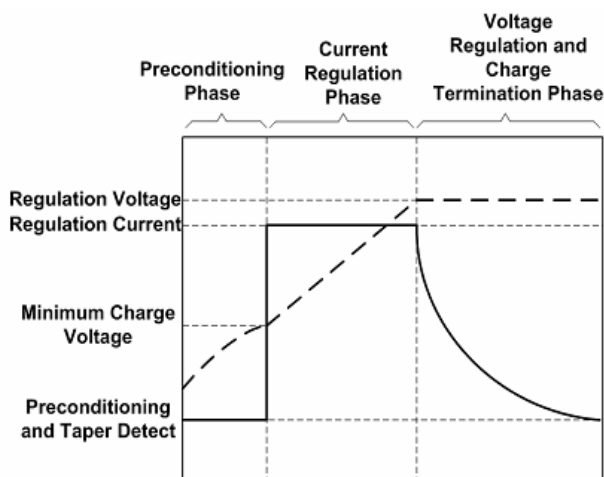 Preconditioning
Phase
Current
Regulation
Phase
Voltage
Regulation and
Charge
Termination Phase
Regulation Voltage
Regulation Current
Minimum Charge
Voltage
Preconditioning
and Taper Detect